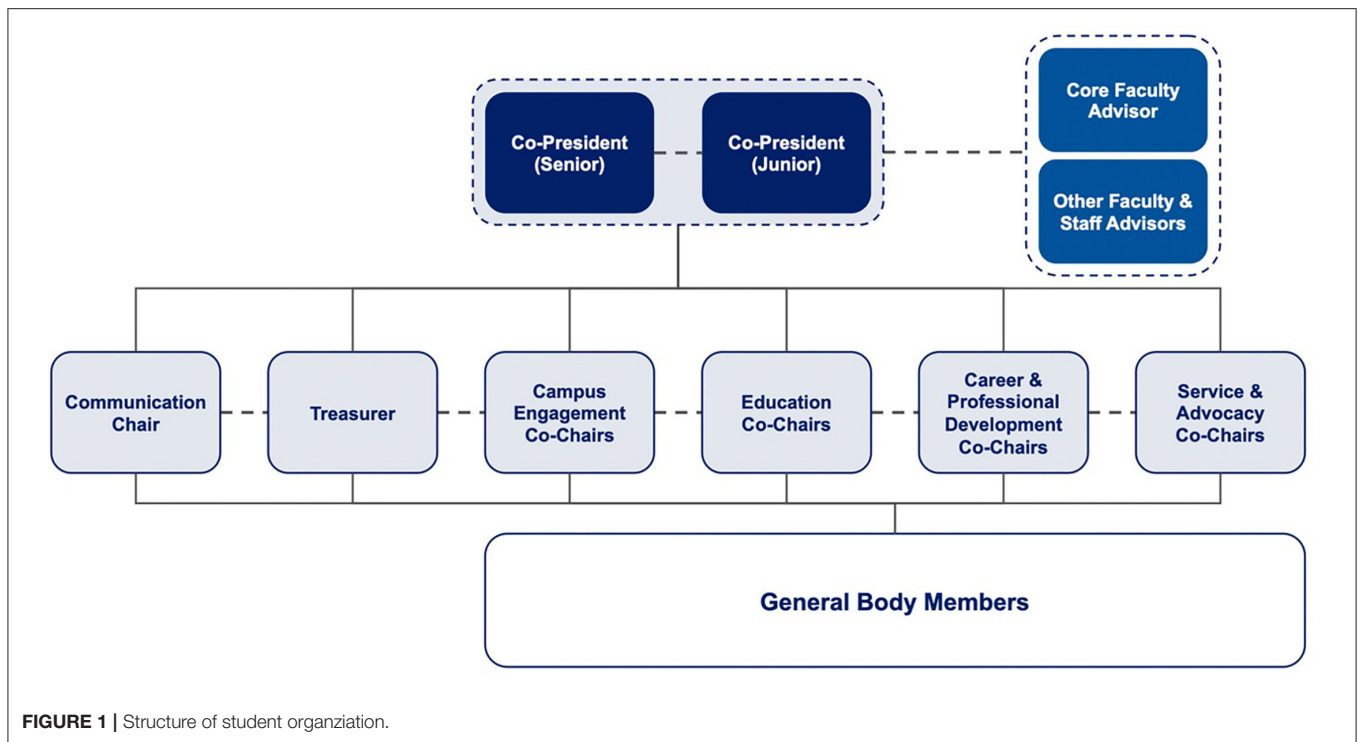 Co-President
(Senior)
Co-President
(Junior)
Core Faculty
Advisor
Other Faculty &
Staff Advisors
Communication
Chair
Treasurer
Campus
Engagement
Co-Chairs
Education
Co-Chairs
Career &
Professional
Development
Co-Chairs
Service &
Advocacy
Co-Chairs
General Body Members
FIGURE 1 | Structure of student organziation.